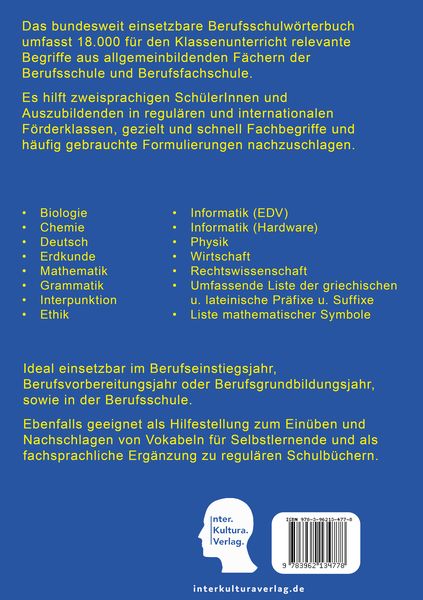 Das bundesweit einsetzbare Berufsschulwörterbuch
umfasst 18.000 für den Klassenunterricht relevante
Begriffe aus allgemeinbildenden Fächern der
Berufsschule und Berufsfachschule.
Es hilft zweisprachigen SchülerInnen und
Auszubildenden in regulären und internationalen
Förderklassen, gezielt und schnell Fachbegriffe und
häufig gebrauchte Formulierungen nachzuschlagen.
• Biologie
• Chemie
• Deutsch
• Erdkunde
• Mathematik
• Grammatik
• Interpunktion
• Ethik
• Informatik (EDV)
• Informatik (Hardware)
• Physik
• Wirtschaft
• Rechtswissenschaft
• Umfassende Liste der griechischen
u. lateinische Präfixe u. Suffixe
• Liste mathematischer Symbole
Ideal einsetzbar im Berufseinstiegsjahr,
Berufsvorbereitungsjahr oder Berufsgrundbildungsjahr,
sowie in der Berufsschule.
Ebenfalls geeignet als Hilfestellung zum Einüben und
Nachschlagen von Vokabeln für Selbstlernende und als
fachsprachliche Ergänzung zu regulären Schulbüchern.
Inter.
Kultura.
Verlag.
ISBN 978-3-96213-477-8
9 783962 134778
interkulturaverlag.de